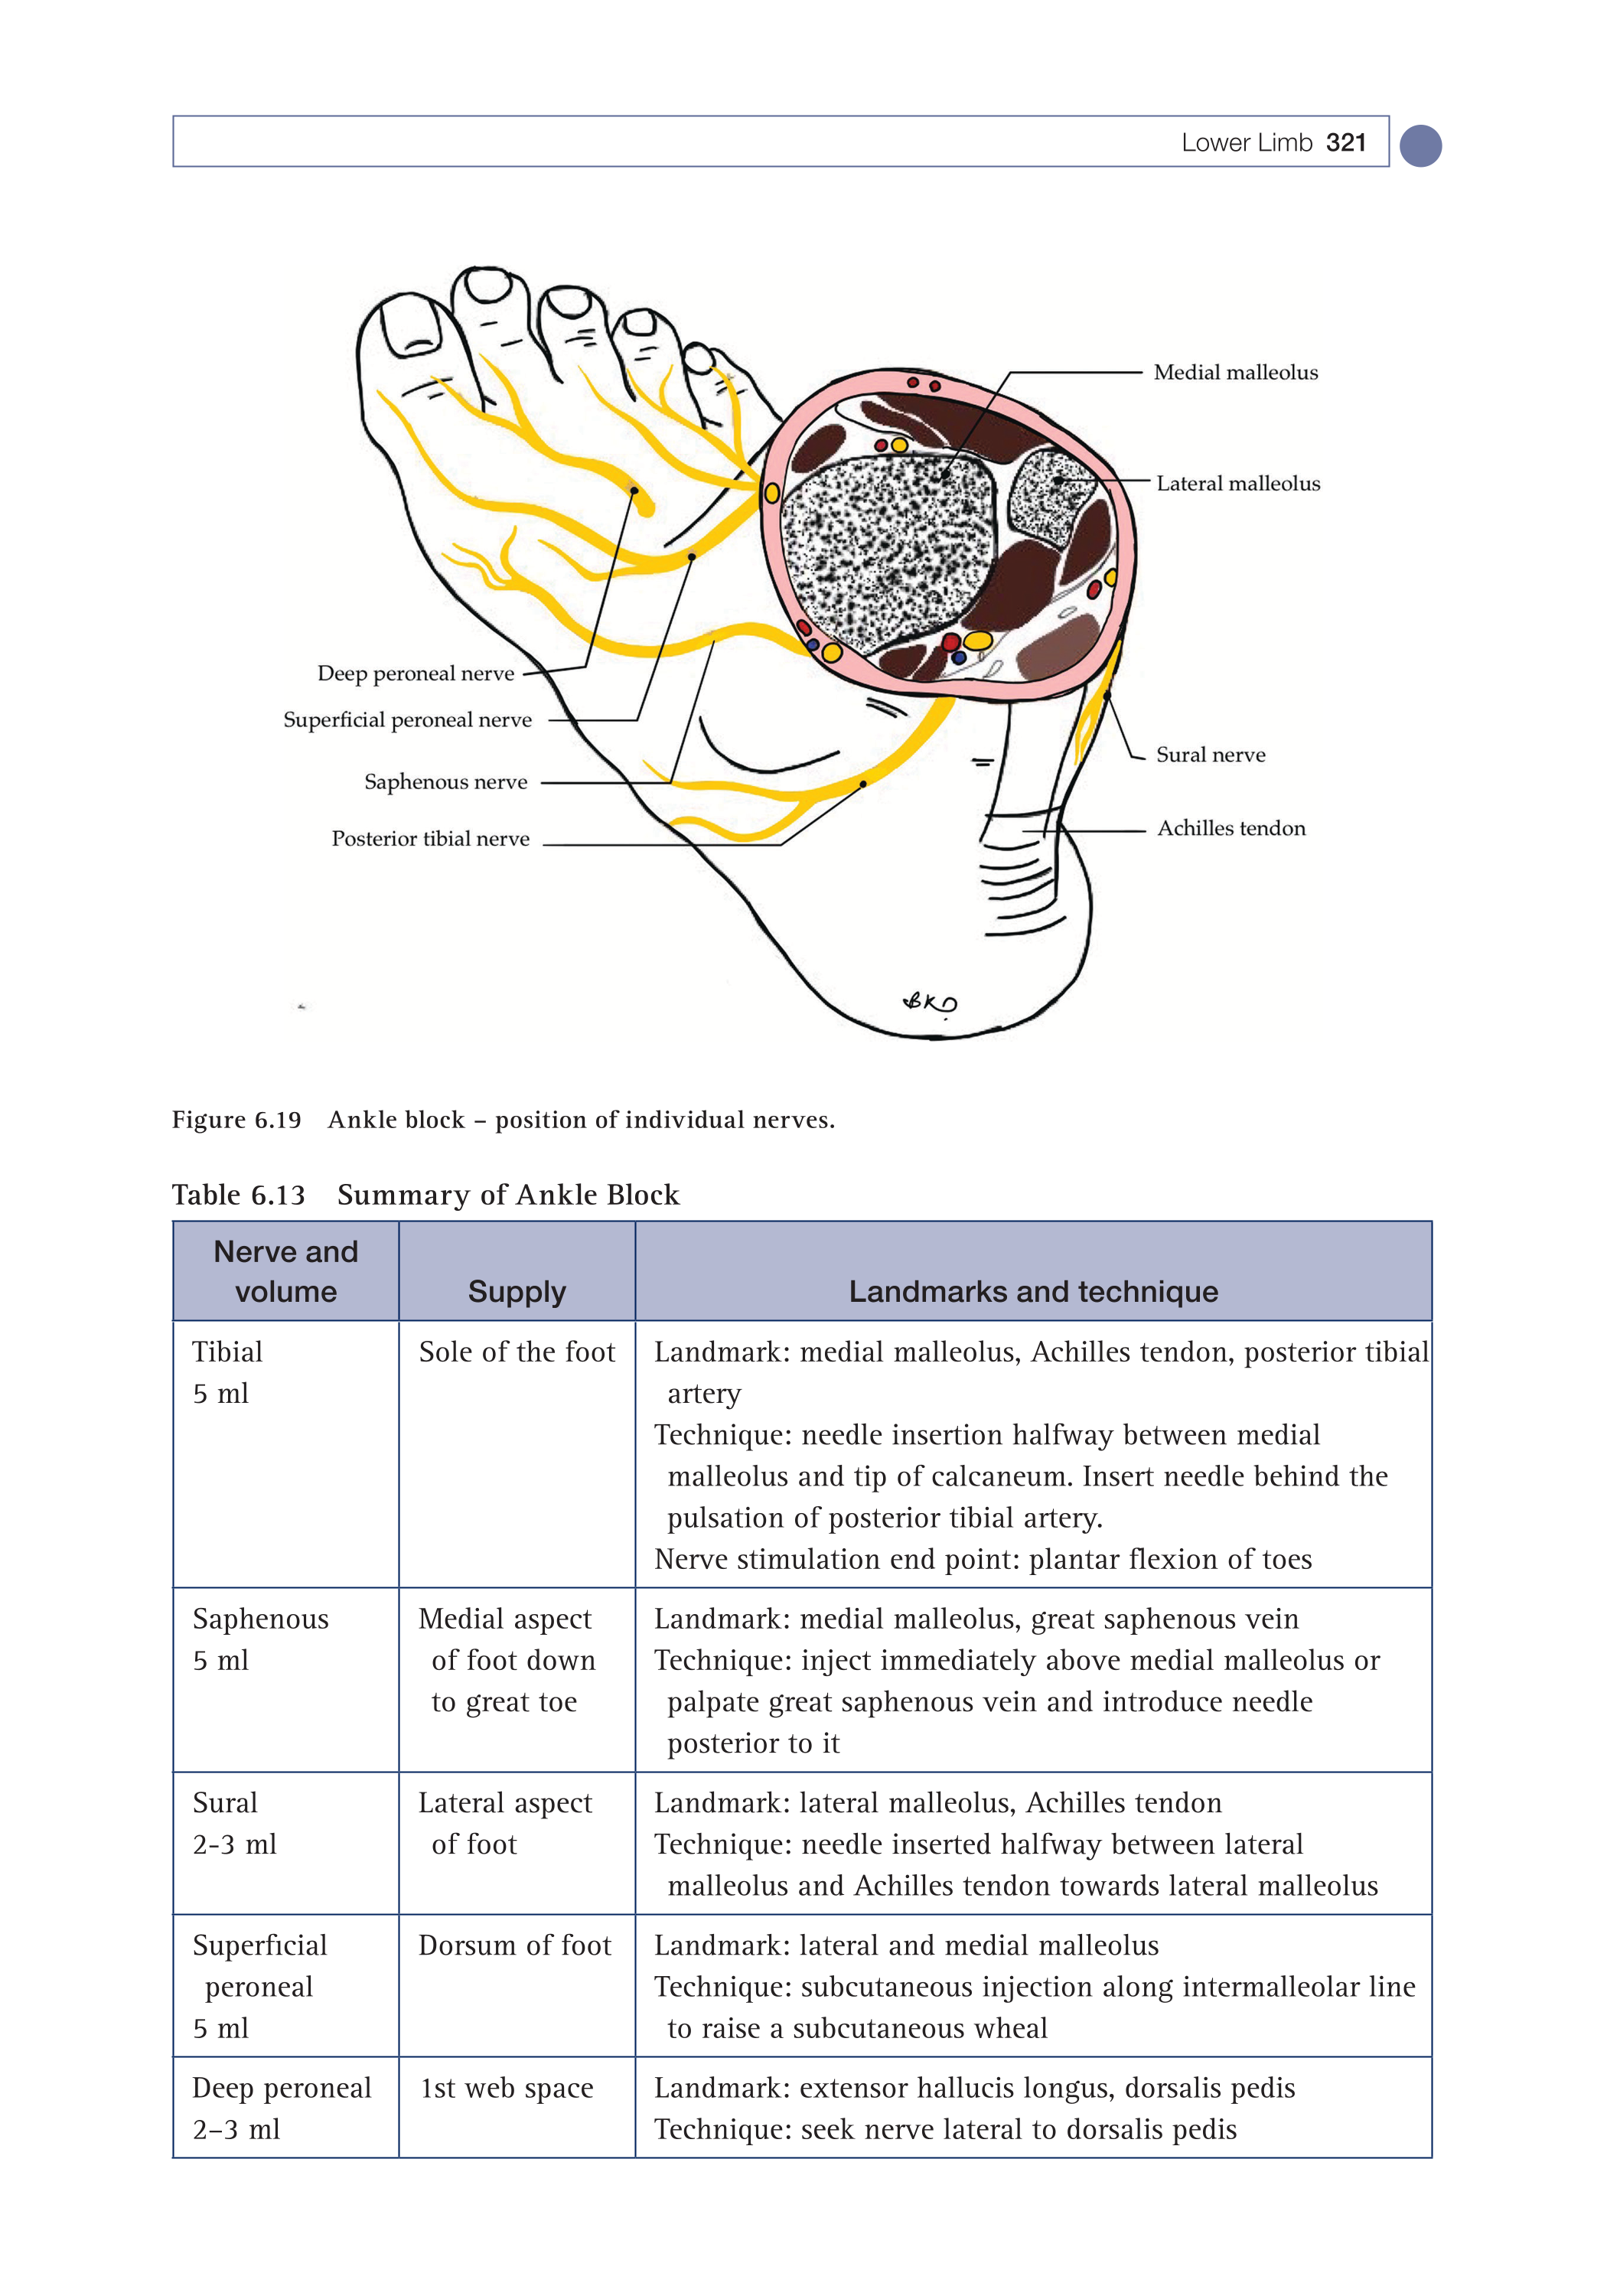 Lower Limb 321
Medial malleolus
Lateral malleolus
Deep peroneal nerve
Superficial peroneal nerve
Saphenous nerve
Posterior tibial nerve
Sural nerve
Achilles tendon
BKD
Figure 6.19 Ankle block – position of individual nerves.
Table 6.13 Summary of Ankle Block
Nerve and
volume
Supply
Landmarks and technique
Tibial
5 ml
Sole of the foot
Landmark: medial malleolus, Achilles tendon, posterior tibial
artery
Technique: needle insertion halfway between medial
malleolus and tip of calcaneum. Insert needle behind the
pulsation of posterior tibial artery.
Nerve stimulation end point: plantar flexion of toes
Saphenous
5 ml
Medial aspect
of foot down
to great toe
Landmark: medial malleolus, great saphenous vein
Technique: inject immediately above medial malleolus or
palpate great saphenous vein and introduce needle
posterior to it
Sural
2-3 ml
Lateral aspect
of foot
Landmark: lateral malleolus, Achilles tendon
Technique: needle inserted halfway between lateral
malleolus and Achilles tendon towards lateral malleolus
Superficial
peroneal
5 ml
Dorsum of foot
Landmark: lateral and medial malleolus
Technique: subcutaneous injection along intermalleolar line
to raise a subcutaneous wheal
Deep peroneal
2–3 ml
1st web space
Landmark: extensor hallucis longus, dorsalis pedis
Technique: seek nerve lateral to dorsalis pedis